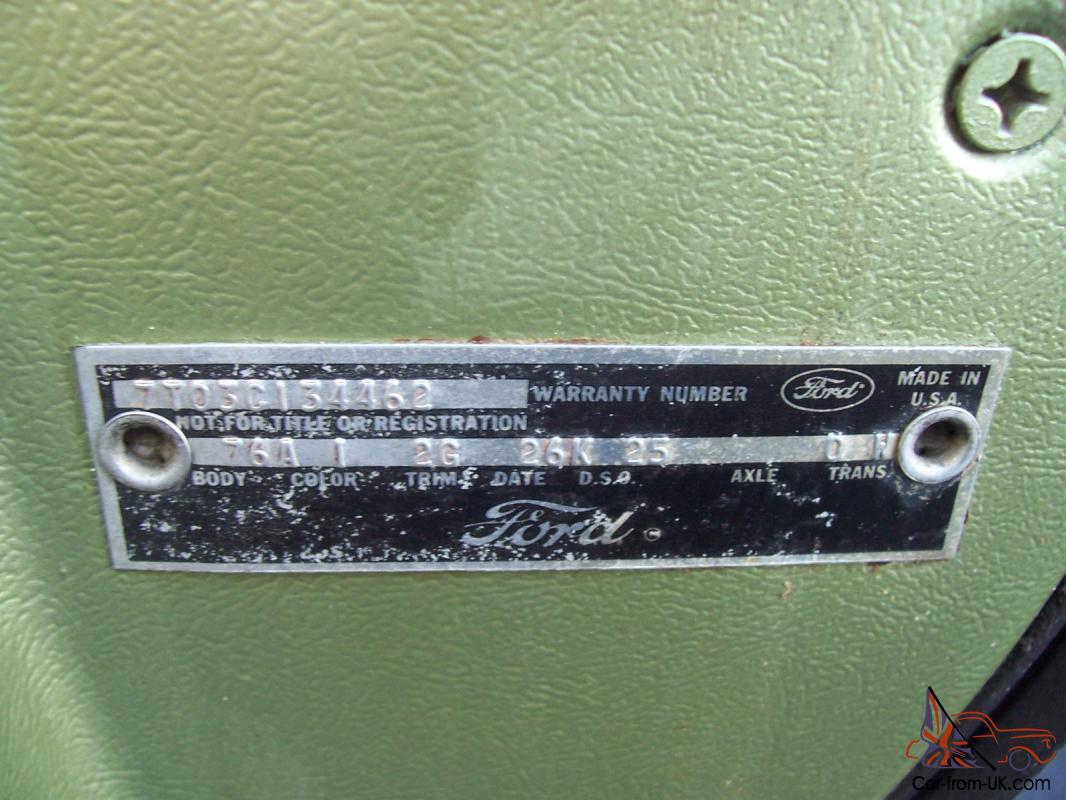 7T03C134462 WARRANTY NUMBER Ford MADE IN U.S.A.
NOT FOR TITLE OR REGISTRATION
76A I 2G 26K 25
BODY COLOR TRIM DATE D.S.O. AXLE TRANS.
Ford
Car-from-UK.com